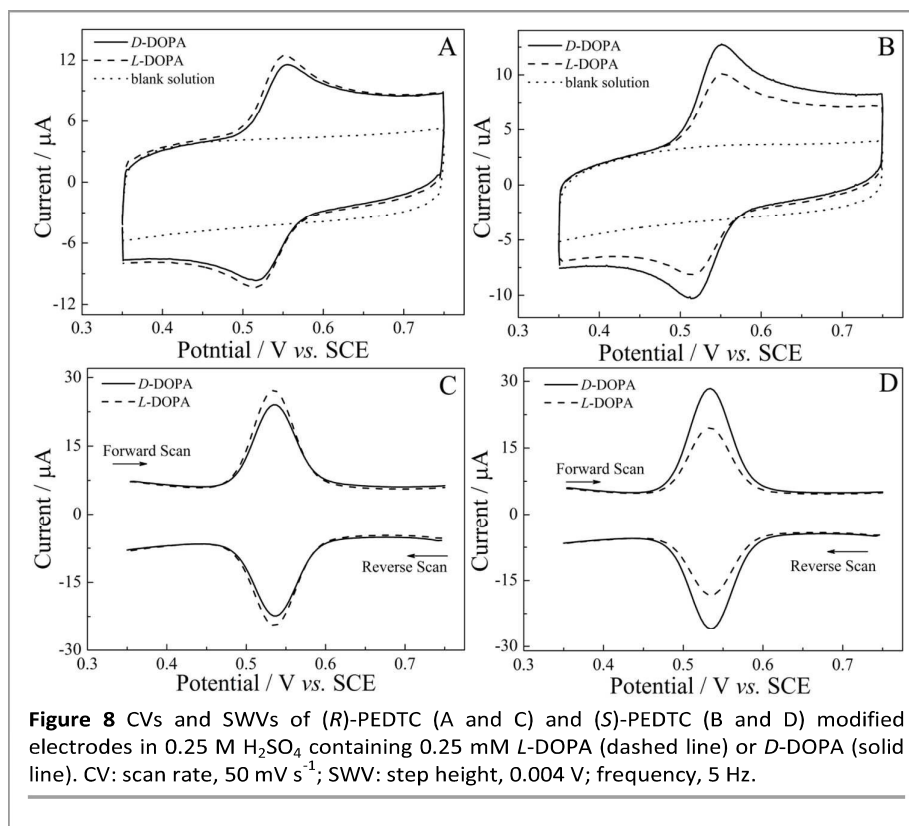 A
D-DOPA
L-DOPA
blank solution
12
6
0
-6
-12
Current / μA
0.3 0.4 0.5 0.6 0.7
Potntial / V vs. SCE
B
D-DOPA
L-DOPA
blank solution
15
10
5
0
-5
-10
Current / uA
0.3 0.4 0.5 0.6 0.7
Potential / V vs. SCE
C
D-DOPA
L-DOPA
Forward Scan
Reverse Scan
30
15
0
-15
-30
Current / μA
0.3 0.4 0.5 0.6 0.7
Potential / V vs. SCE
D
D-DOPA
L-DOPA
Forward Scan
Reverse Scan
30
15
0
-15
-30
Current / μA
0.3 0.4 0.5 0.6 0.7
Potential / V vs. SCE
Figure 8 CVs and SWVs of (R)-PEDTC (A and C) and (S)-PEDTC (B and D) modified
electrodes in 0.25 M H₂SO₄ containing 0.25 mM L-DOPA (dashed line) or D-DOPA (solid
line). CV: scan rate, 50 mV s⁻¹; SWV: step height, 0.004 V; frequency, 5 Hz.